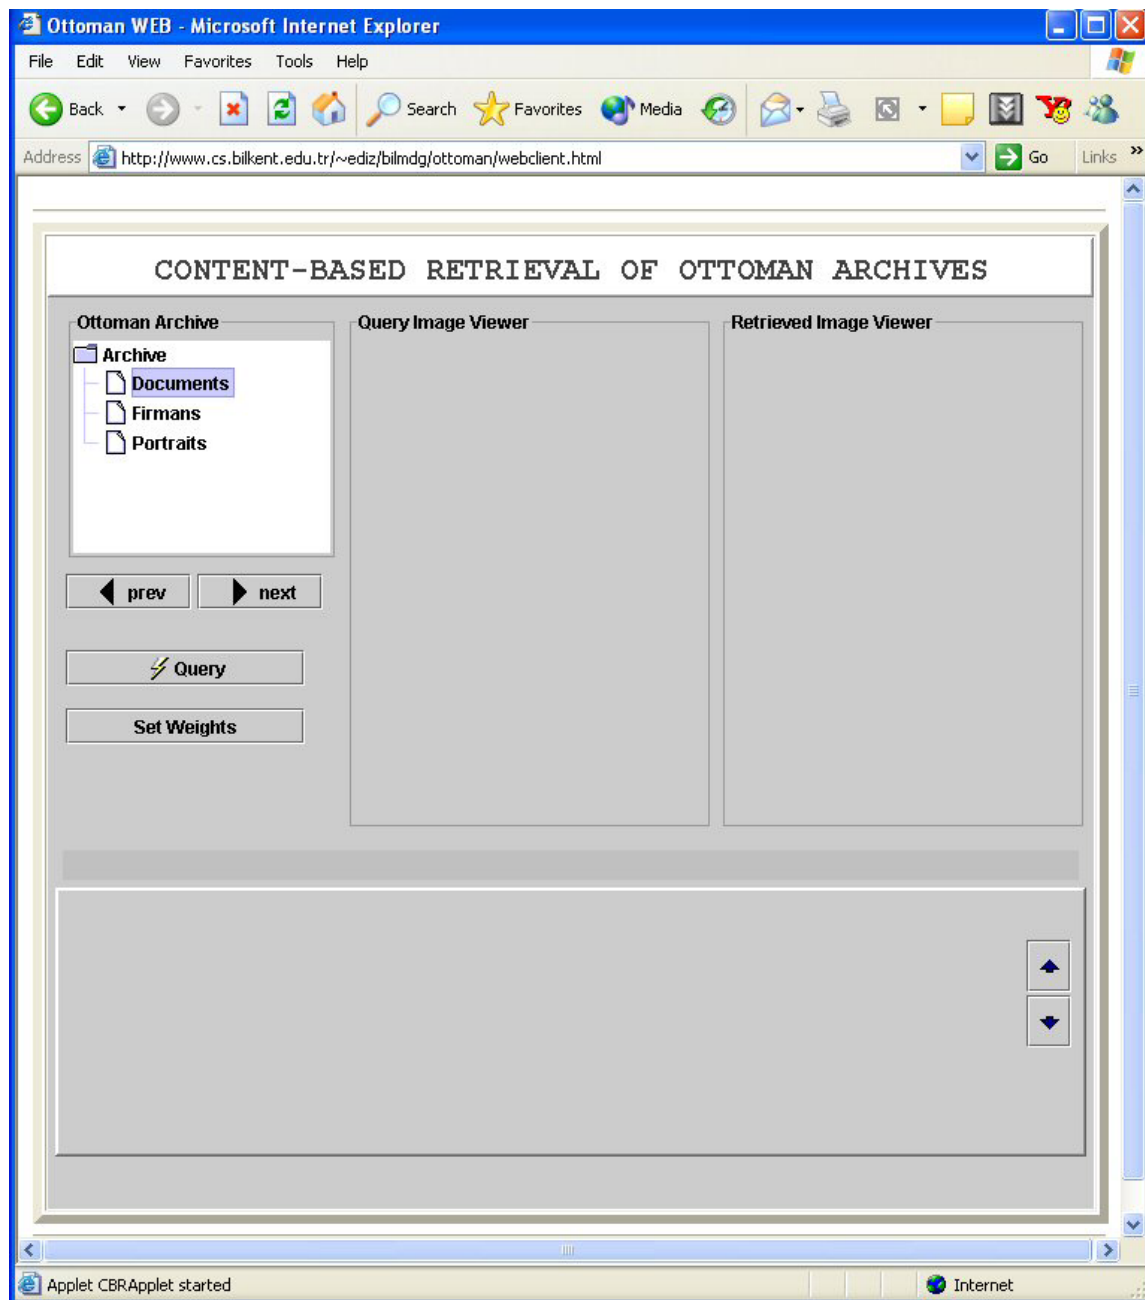 Ottoman WEB - Microsoft Internet Explorer
File Edit View Favorites Tools Help
Back Search Favorites Media
Address http://www.cs.bilkent.edu.tr/~ediz/bilmdg/ottoman/webclient.html Go Links »
CONTENT-BASED RETRIEVAL OF OTTOMAN ARCHIVES
Ottoman Archive Query Image Viewer Retrieved Image Viewer
Archive
Documents
Firmans
Portraits
prev next
Query
Set Weights
Applet CBRApplet started Internet